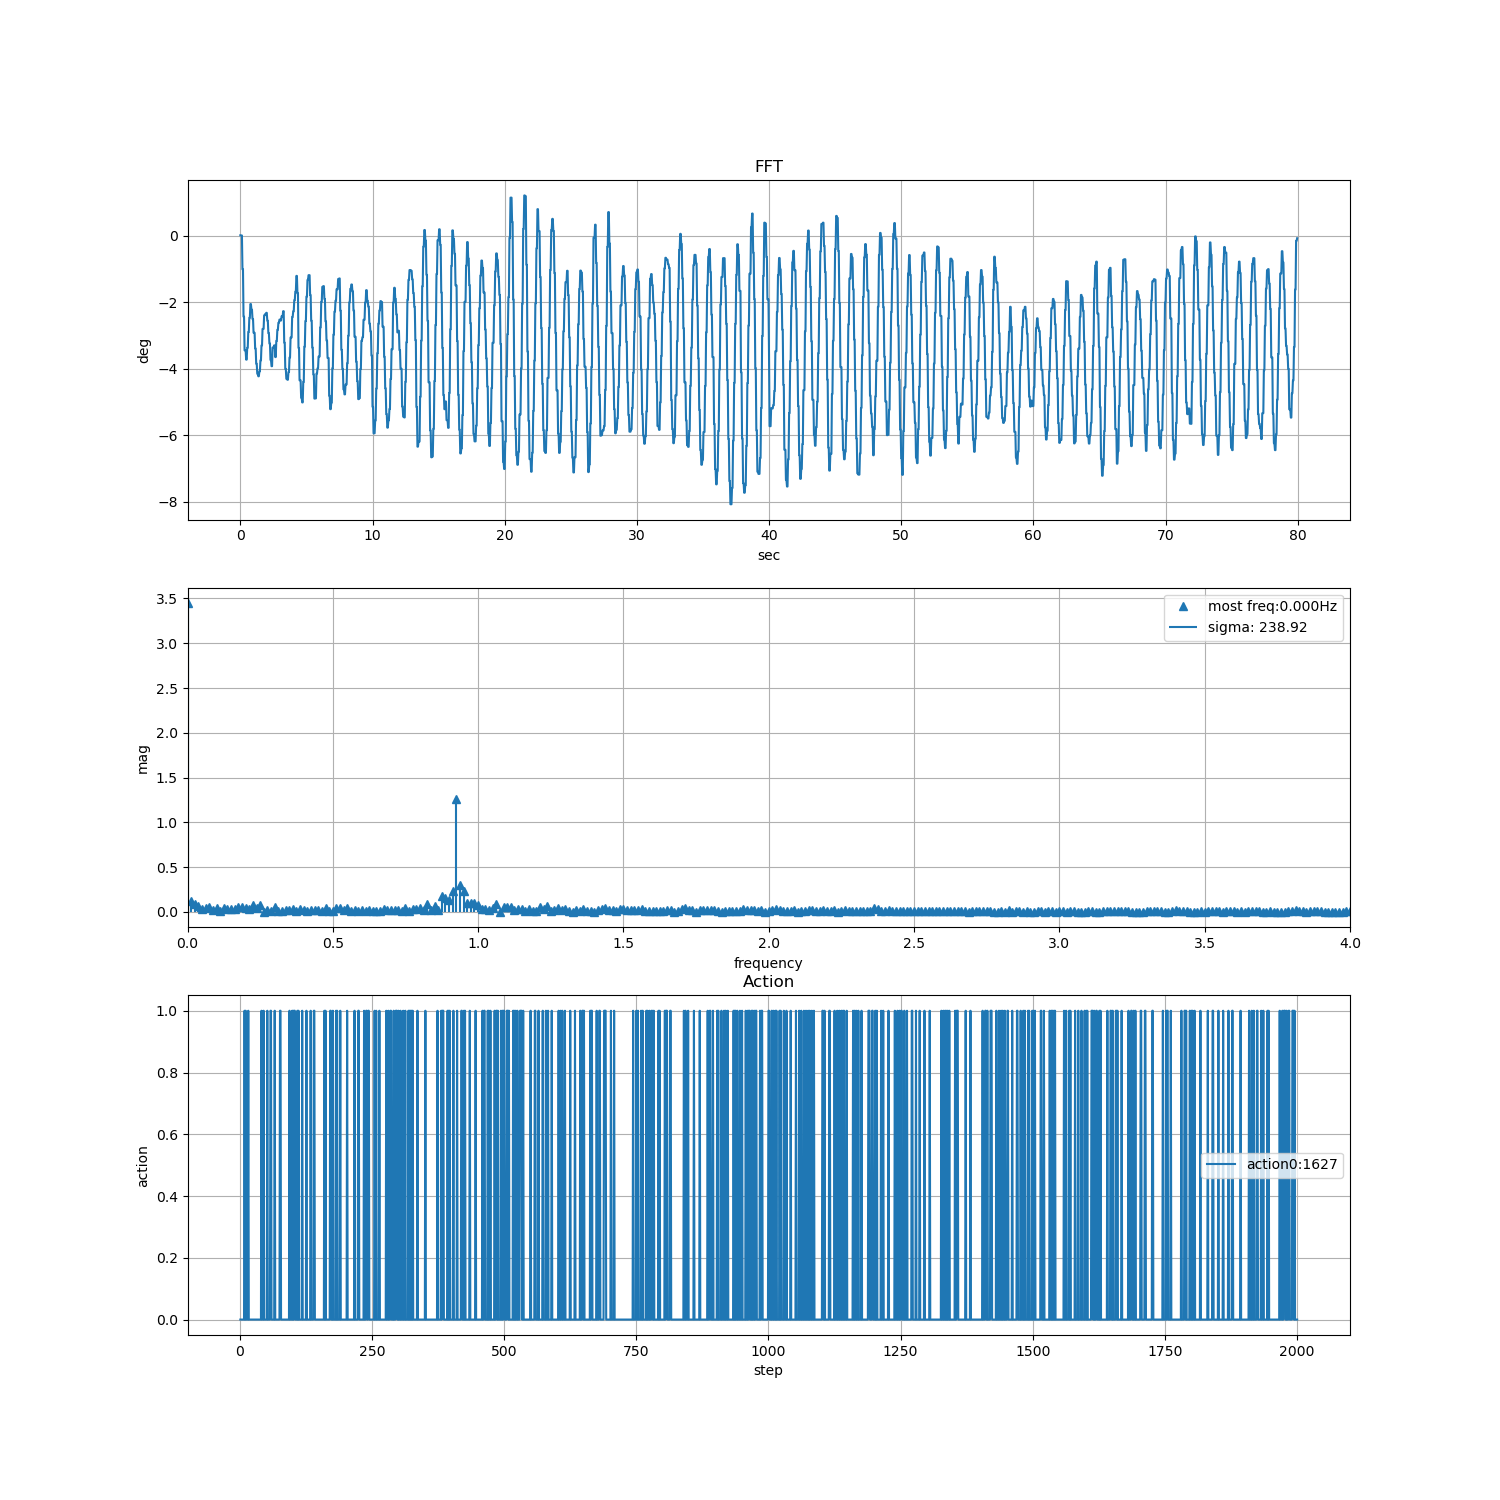 FFT
0
−2
−4
−6
−8
deg
0 10 20 30 40 50 60 70 80
sec
3.5
3.0
2.5
2.0
1.5
1.0
0.5
0.0
mag
most freq:0.000Hz
sigma: 238.92
0.0 0.5 1.0 1.5 2.0 2.5 3.0 3.5 4.0
frequency
Action
1.0
0.8
0.6
0.4
0.2
0.0
action
action0:1627
0 250 500 750 1000 1250 1500 1750 2000
step